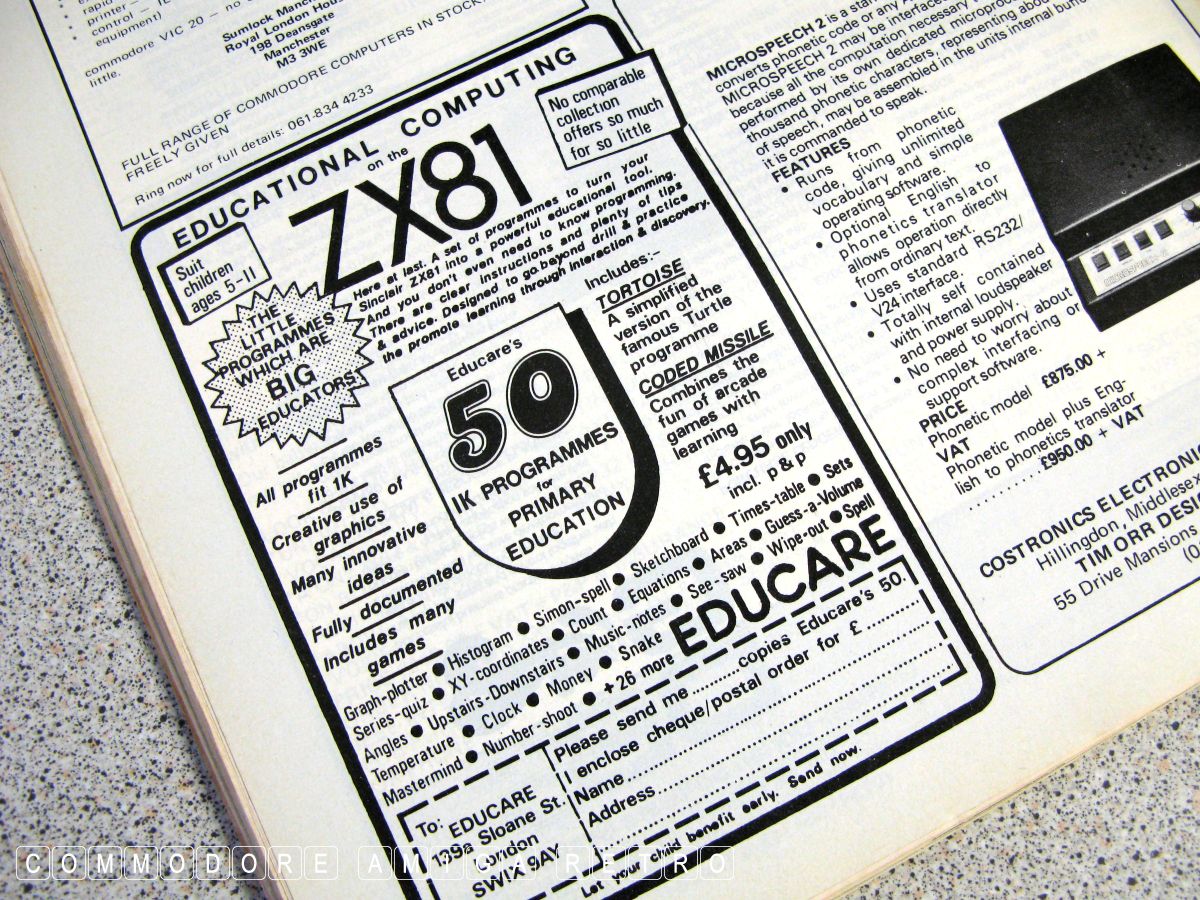 rapid
printer – I
control –
equipment)
commodore VIC 20 – no
little.
Sumlock Manc
Royal London Hou
198 Deansgate
Manchester
M3 3WE
FULL RANGE OF COMMODORE COMPUTERS IN STOCK,
FREELY GIVEN
Ring now for full details: 061-834 4233
EDUCATIONAL COMPUTING
on the
ZX81
No comparable
collection
offers so much
for so little
Suit
children
ages 5-11
Here at last. A set of programmes to turn your
Sinclair ZX81 into a powerful educational tool.
And you don't even need to know programming.
There are clear instructions and plenty of tips
& advice. Designed to go beyond drill & practice
the promote learning through interaction & discovery.
THE
LITTLE
PROGRAMMES
WHICH ARE
BIG
EDUCATORS
All programmes
fit 1K
Creative use of
graphics
Many innovative
ideas
Fully documented
Includes many
games
Educare's
50
1K PROGRAMMES
for
PRIMARY
EDUCATION
Includes:–
TORTOISE
A simplified
version of the
famous Turtle
programme
CODED MISSILE
Combines the
fun of arcade
games with
learning
£4.95 only
incl. p & p
Graph-plotter ● Histogram ● Simon-spell ● Sketchboard ● Times-table ● Sets
Series-quiz ● XY-coordinates ● Count ● Equations ● Areas ● Guess-a-Volume
Angles ● Upstairs-Downstairs ● Music-notes ● See-saw ● Wipe-out ● Spell
Temperature ● Clock ● Money ● Snake
Mastermind ● Number-shoot ● +26 more
EDUCARE
Please send me ..........copies Educare's 50.
I enclose cheque/postal order for £ .........
Name
Address
To:
EDUCARE
139a Sloane St.
London
SW1X 9AY
Let your child benefit early. Send now.
MICROSPEECH 2 is a sta
converts phonetic code or any A
MICROSPEECH 2 may be interfaced
because all the computation necessary t
performed by its own dedicated microproc
thousand phonetic characters, representing about
of speech, may be assembled in the units internal buff
it is commanded to speak.
FEATURES
• Runs from phonetic
code, giving unlimited
vocabulary and simple
operating software.
• Optional English to
phonetics translator
allows operation directly
from ordinary text.
• Uses standard RS232/
V24 interface.
• Totally self contained
with internal loudspeaker
and power supply.
• No need to worry about
complex interfacing or
support software.
PRICE
Phonetic model £875.00 +
VAT
Phonetic model plus Eng-
lish to phonetics translator
. . . . . . . . £950.00 + VAT
COSTRONICS ELECTRONIC
Hillingdon, Middlesex
TIM ORR DES
55 Drive Mansions
COMMODORE AMIGA RETRO